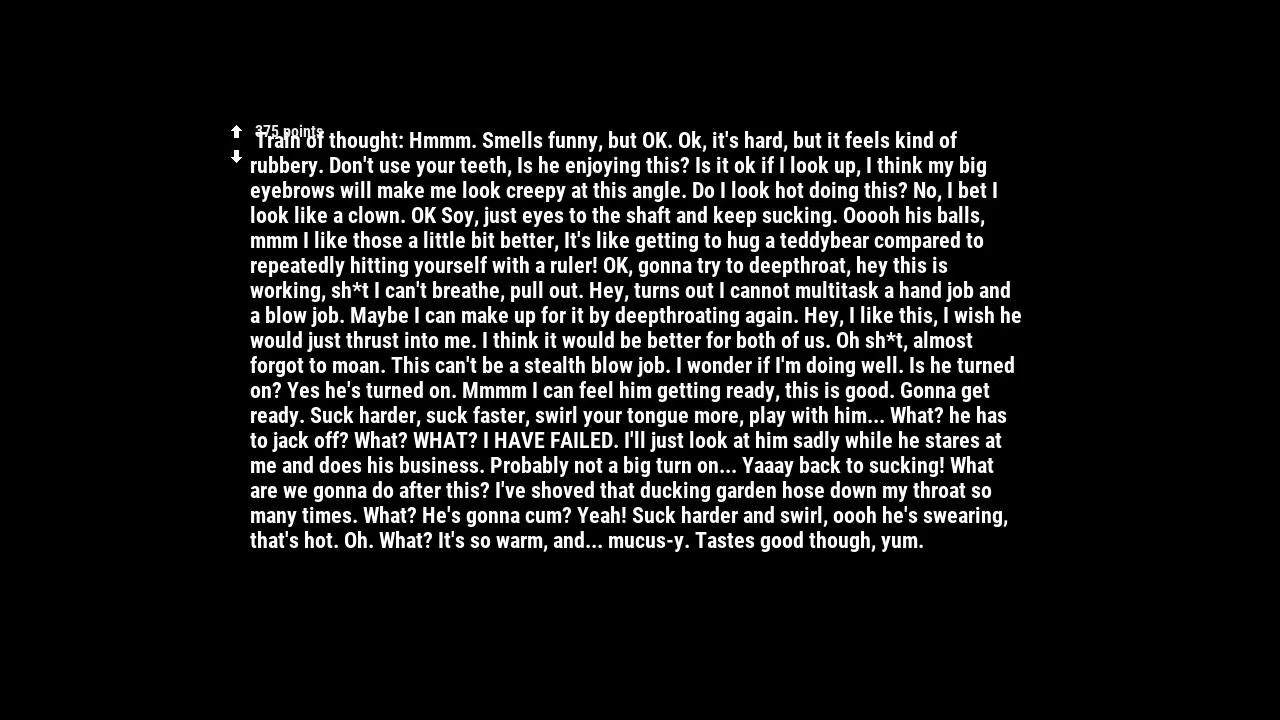 375 points
Train of thought: Hmmm. Smells funny, but OK. Ok, it's hard, but it feels kind of
rubbery. Don't use your teeth, Is he enjoying this? Is it ok if I look up, I think my big
eyebrows will make me look creepy at this angle. Do I look hot doing this? No, I bet I
look like a clown. OK Soy, just eyes to the shaft and keep sucking. Ooooh his balls,
mmm I like those a little bit better, It's like getting to hug a teddybear compared to
repeatedly hitting yourself with a ruler! OK, gonna try to deepthroat, hey this is
working, sh*t I can't breathe, pull out. Hey, turns out I cannot multitask a hand job and
a blow job. Maybe I can make up for it by deepthroating again. Hey, I like this, I wish he
would just thrust into me. I think it would be better for both of us. Oh sh*t, almost
forgot to moan. This can't be a stealth blow job. I wonder if I'm doing well. Is he turned
on? Yes he's turned on. Mmmm I can feel him getting ready, this is good. Gonna get
ready. Suck harder, suck faster, swirl your tongue more, play with him... What? he has
to jack off? What? WHAT? I HAVE FAILED. I'll just look at him sadly while he stares at
me and does his business. Probably not a big turn on... Yaaay back to sucking! What
are we gonna do after this? I've shoved that ducking garden hose down my throat so
many times. What? He's gonna cum? Yeah! Suck harder and swirl, oooh he's swearing,
that's hot. Oh. What? It's so warm, and... mucus-y. Tastes good though, yum.